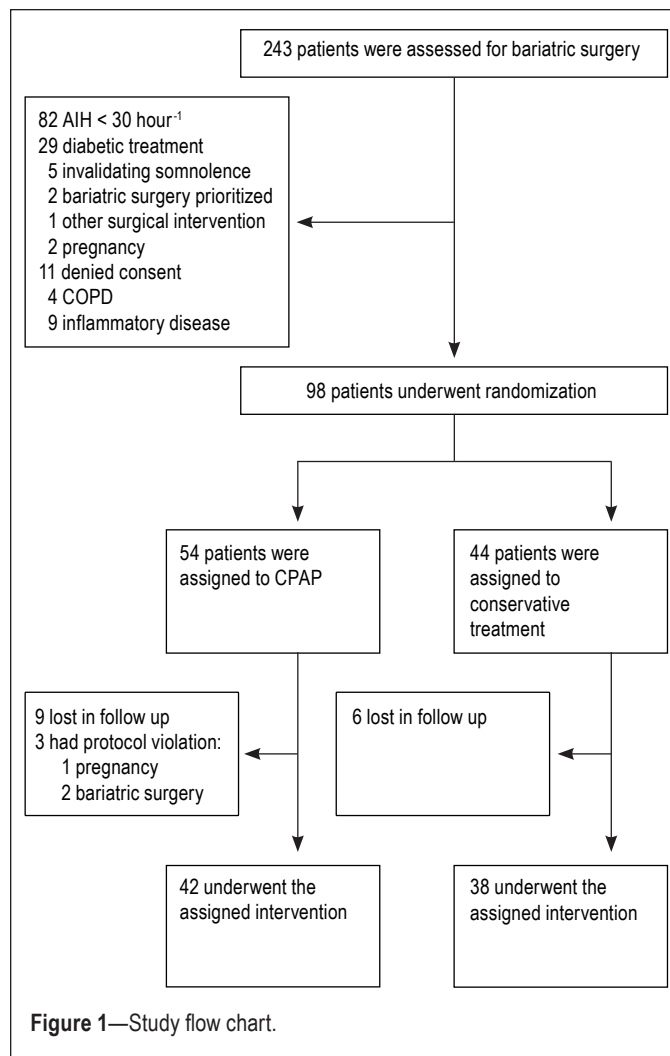 243 patients were assessed for bariatric surgery
82 AIH < 30 hour⁻¹
29 diabetic treatment
5 invalidating somnolence
2 bariatric surgery prioritized
1 other surgical intervention
2 pregnancy
11 denied consent
4 COPD
9 inflammatory disease
98 patients underwent randomization
54 patients were
assigned to CPAP
44 patients were
assigned to
conservative
treatment
9 lost in follow up
3 had protocol violation:
1 pregnancy
2 bariatric surgery
6 lost in follow up
42 underwent the
assigned intervention
38 underwent the
assigned intervention
Figure 1—Study flow chart.